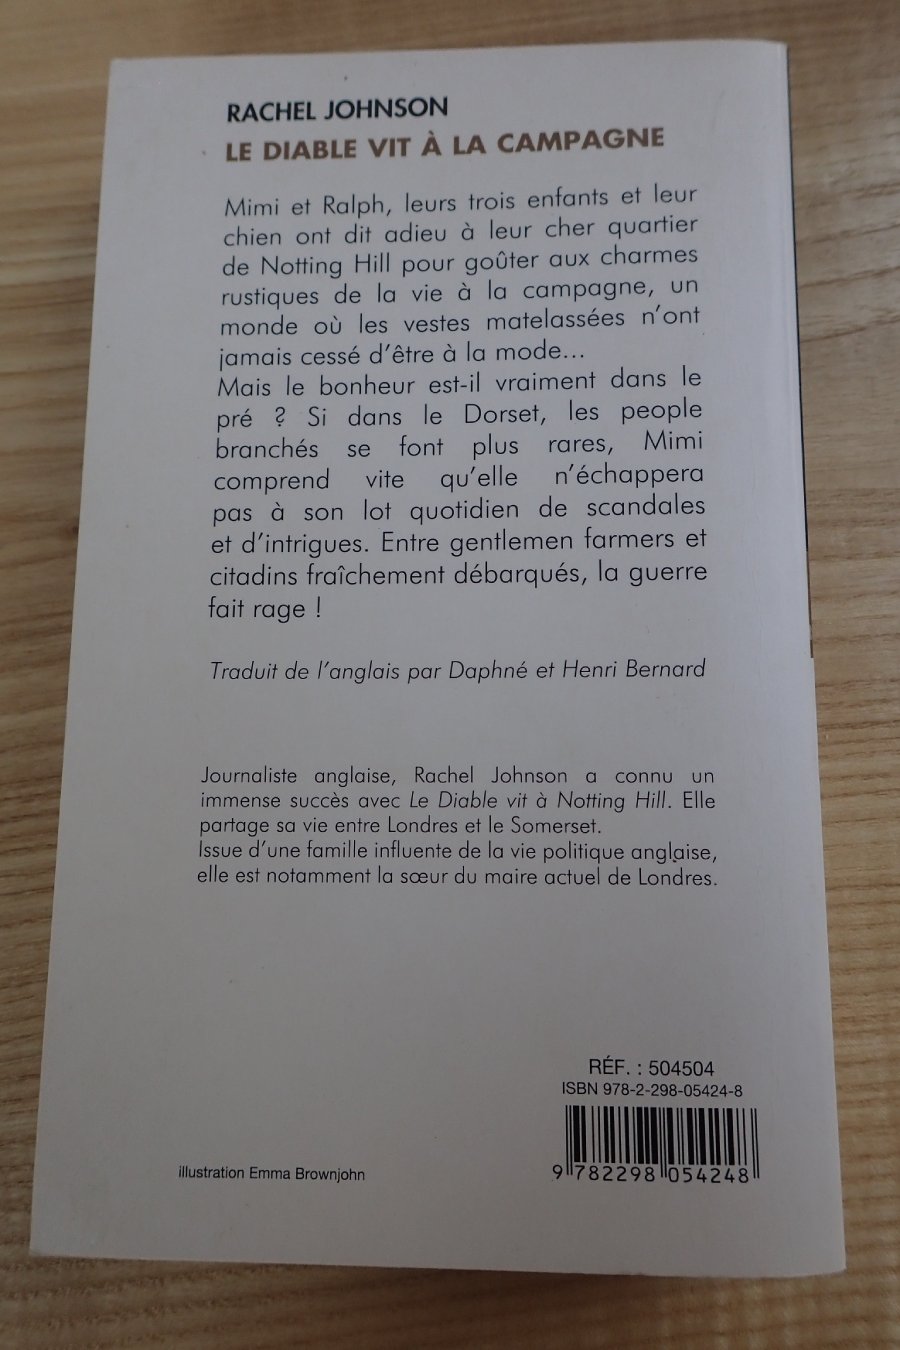 RACHEL JOHNSON
LE DIABLE VIT À LA CAMPAGNE
Mimi et Ralph, leurs trois enfants et leur
chien ont dit adieu à leur cher quartier
de Notting Hill pour goûter aux charmes
rustiques de la vie à la campagne, un
monde où les vestes matelassées n'ont
jamais cessé d'être à la mode...
Mais le bonheur est-il vraiment dans le
pré ? Si dans le Dorset, les people
branchés se font plus rares, Mimi
comprend vite qu'elle n'échappera
pas à son lot quotidien de scandales
et d'intrigues. Entre gentlemen farmers et
citadins fraîchement débarqués, la guerre
fait rage !
Traduit de l'anglais par Daphné et Henri Bernard
Journaliste anglaise, Rachel Johnson a connu un
immense succès avec Le Diable vit à Notting Hill. Elle
partage sa vie entre Londres et le Somerset.
Issue d'une famille influente de la vie politique anglaise,
elle est notamment la sœur du maire actuel de Londres.
RÉF. : 504504
ISBN 978-2-298-05424-8
9 782298 054248
illustration Emma Brownjohn